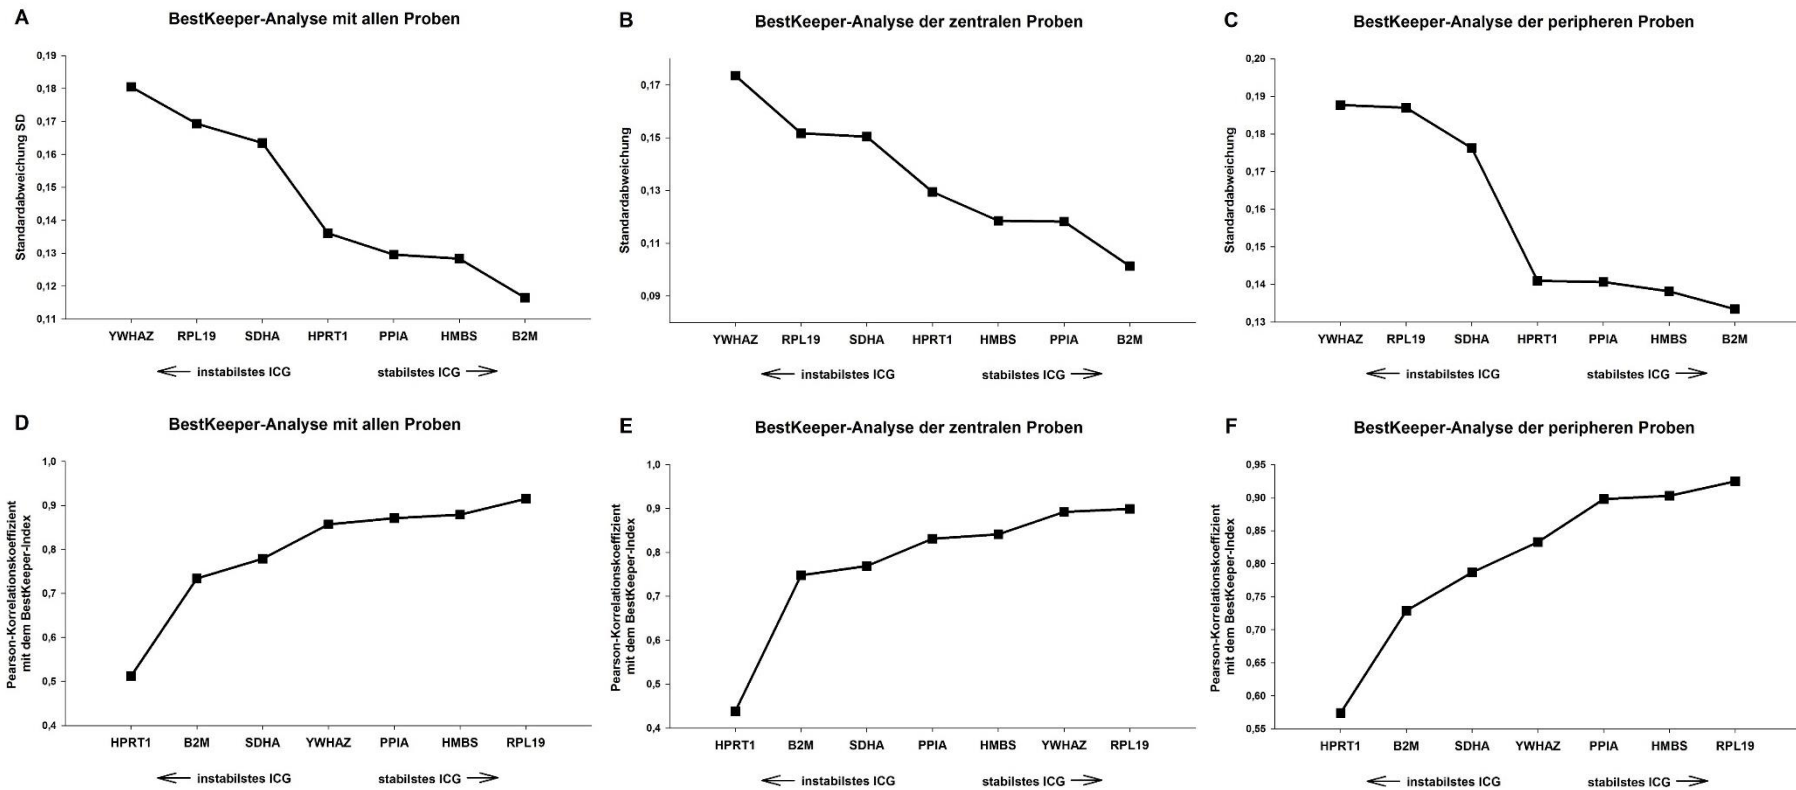 A
BestKeeper-Analyse mit allen Proben
Standardabweichung SD
0,19
0,18
0,17
0,16
0,15
0,14
0,13
0,12
0,11
YWHAZ RPL19 SDHA HPRT1 PPIA HMBS B2M
← instabilstes ICG stabilstes ICG →
B
BestKeeper-Analyse der zentralen Proben
Standardabweichung
0,17
0,15
0,13
0,11
0,09
YWHAZ RPL19 SDHA HPRT1 HMBS PPIA B2M
← instabilstes ICG stabilstes ICG →
C
BestKeeper-Analyse der peripheren Proben
Standardabweichung
0,20
0,19
0,18
0,17
0,16
0,15
0,14
0,13
YWHAZ RPL19 SDHA HPRT1 PPIA HMBS B2M
← instabilstes ICG stabilstes ICG →
D
BestKeeper-Analyse mit allen Proben
Pearson-Korrelationskoeffizient
mit dem BestKeeper-Index
1,0
0,9
0,8
0,7
0,6
0,5
0,4
HPRT1 B2M SDHA YWHAZ PPIA HMBS RPL19
← instabilstes ICG stabilstes ICG →
E
BestKeeper-Analyse der zentralen Proben
Pearson-Korrelationskoeffizient
mit dem BestKeeper-Index
1,0
0,9
0,8
0,7
0,6
0,5
0,4
HPRT1 B2M SDHA PPIA HMBS YWHAZ RPL19
← instabilstes ICG stabilstes ICG →
F
BestKeeper-Analyse der peripheren Proben
Pearson-Korrelationskoeffizient
mit dem BestKeeper-Index
0,95
0,90
0,85
0,80
0,75
0,70
0,65
0,60
0,55
HPRT1 B2M SDHA YWHAZ PPIA HMBS RPL19
← instabilstes ICG stabilstes ICG →